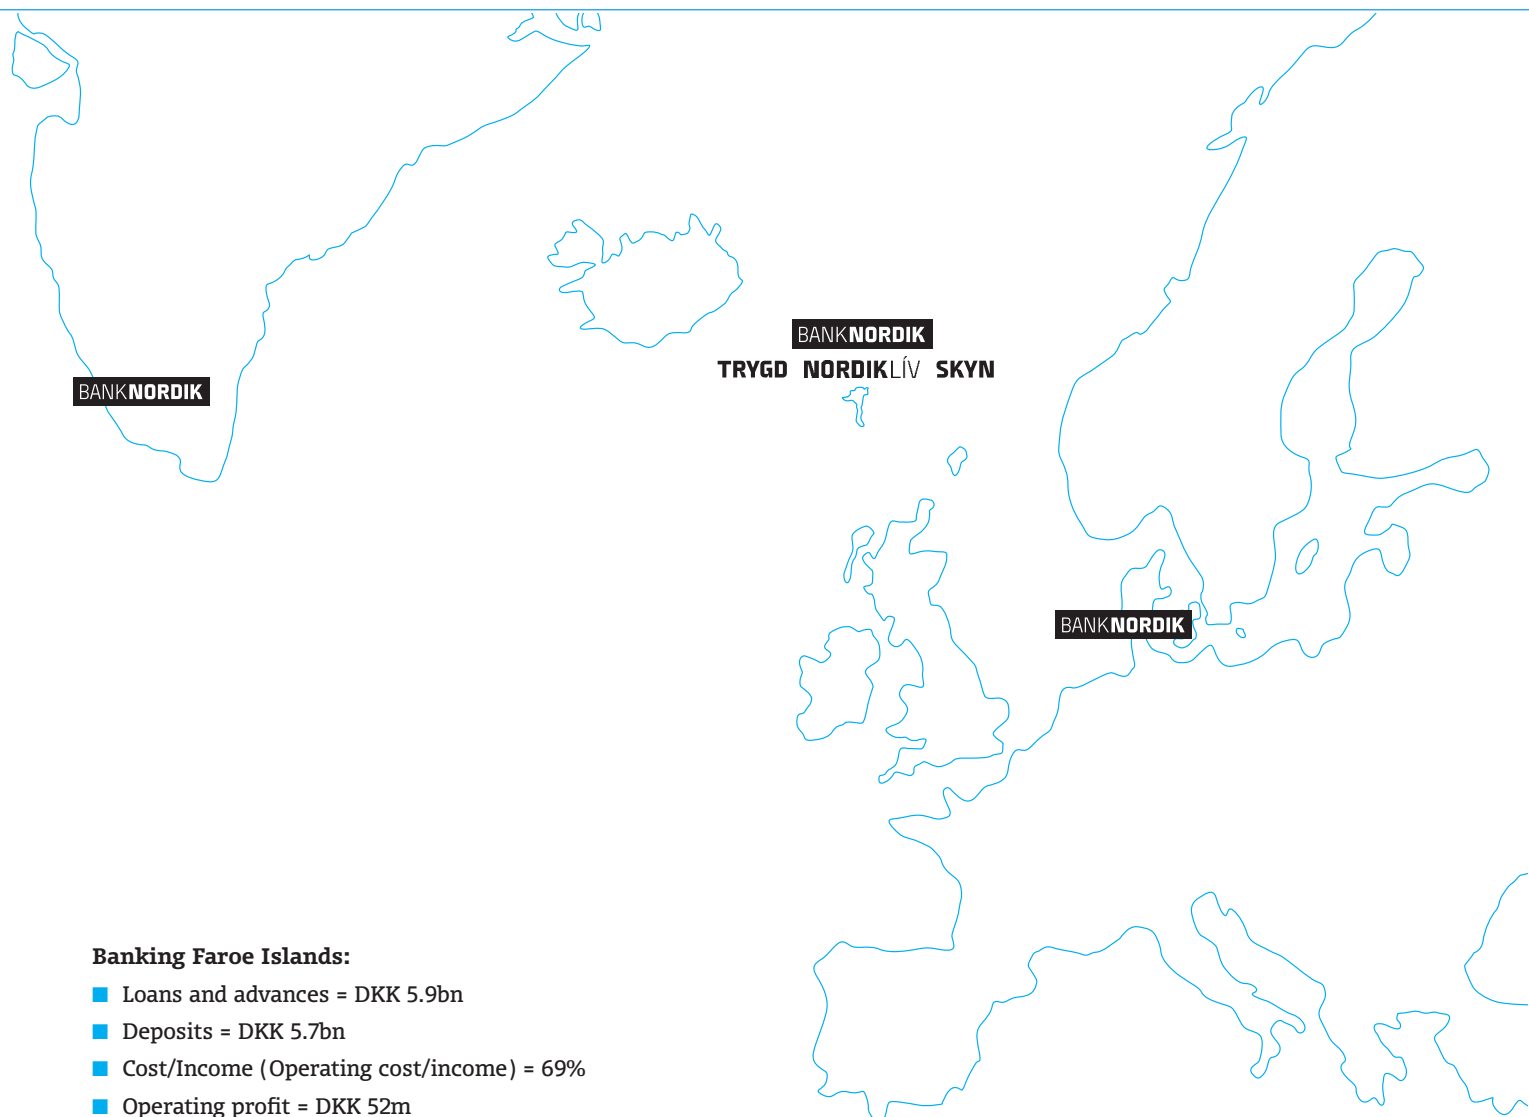 BANKNORDIK
TRYGD NORDIKLÍV SKYN
BANKNORDIK
BANKNORDIK
Banking Faroe Islands:
Loans and advances = DKK 5.9bn
Deposits = DKK 5.7bn
Cost/Income (Operating cost/income) = 69%
Operating profit = DKK 52m